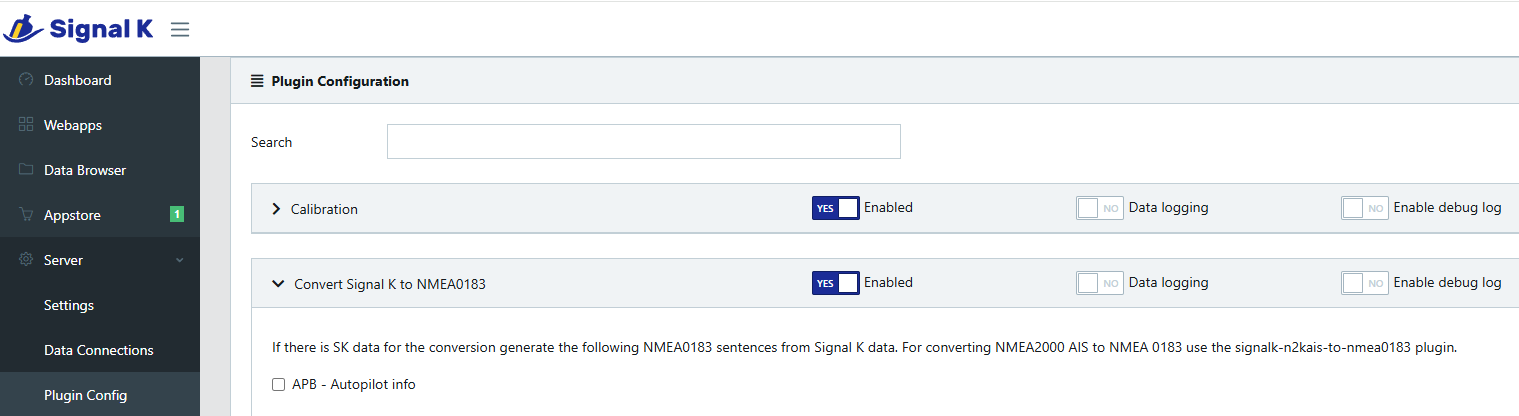 Signal K
Dashboard
Webapps
Data Browser
Appstore 1
Server
Settings
Data Connections
Plugin Config
Plugin Configuration
Search
Calibration YES Enabled NO Data logging NO Enable debug log
Convert Signal K to NMEA0183 YES Enabled NO Data logging NO Enable debug log
If there is SK data for the conversion generate the following NMEA0183 sentences from Signal K data. For converting NMEA2000 AIS to NMEA 0183 use the signalk-n2kais-to-nmea0183 plugin.
APB - Autopilot info